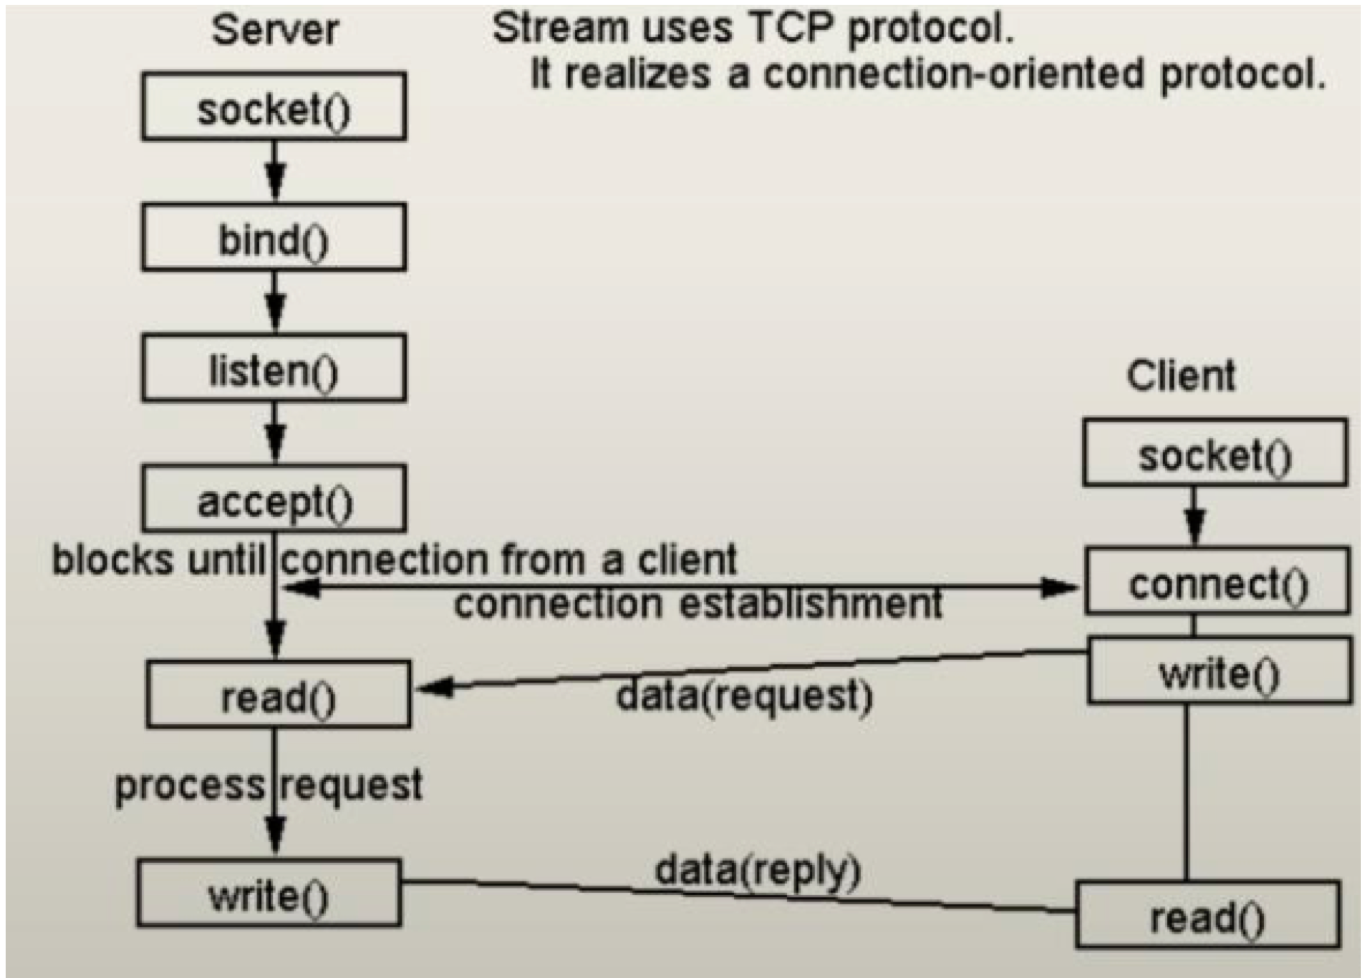 Server
Stream uses TCP protocol.
It realizes a connection-oriented protocol.
socket()
bind()
listen()
Client
accept()
socket()
blocks until connection from a client
connect()
connection establishment
read()
write()
data(request)
process request
data(reply)
write()
read()